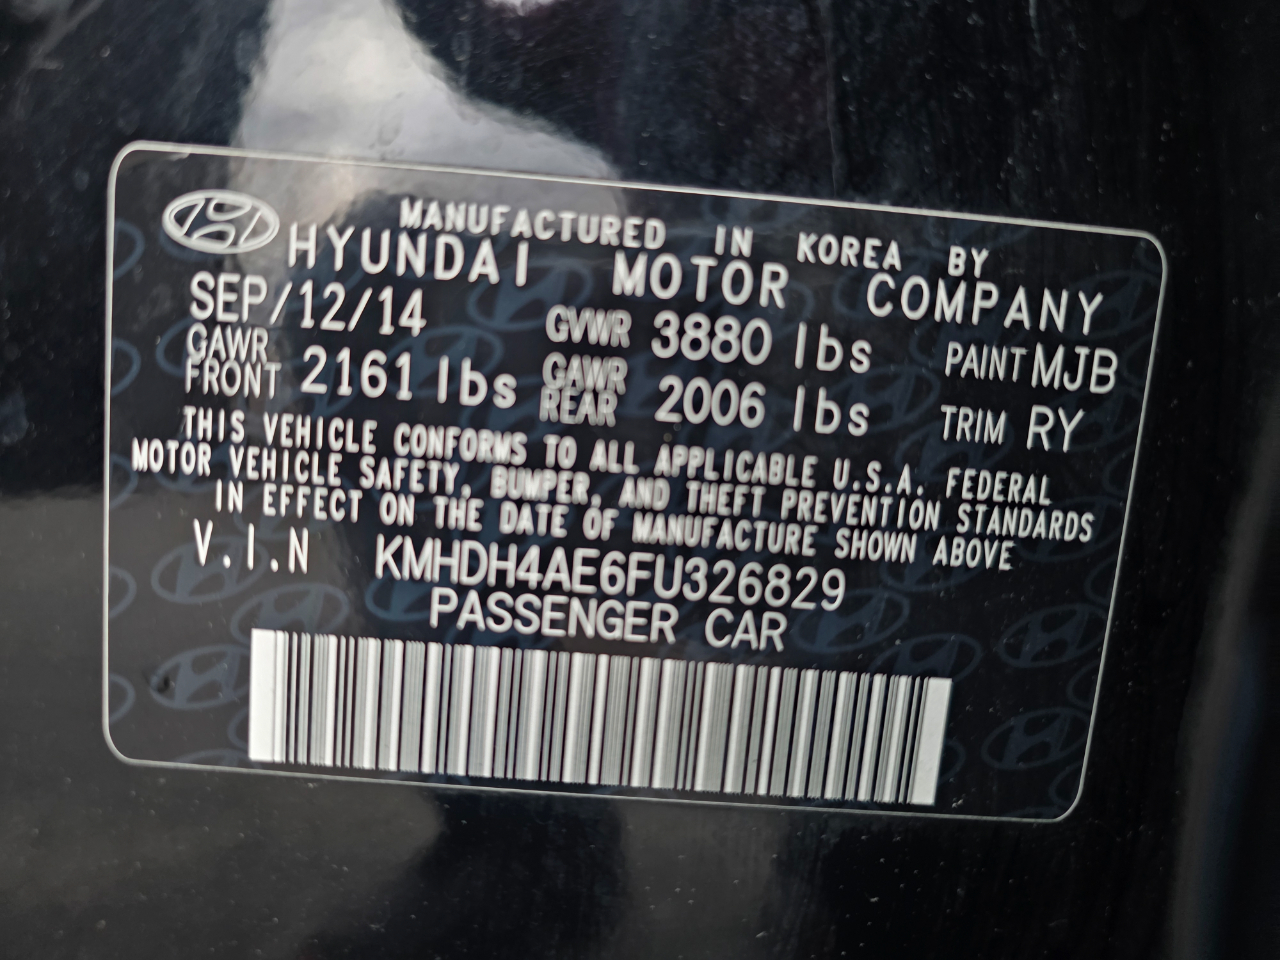 MANUFACTURED IN KOREA BY
HYUNDAI MOTOR COMPANY
SEP/12/14 GVWR 3880 lbs PAINT MJB
GAWR FRONT 2161 lbs GAWR REAR 2006 lbs TRIM RY
THIS VEHICLE CONFORMS TO ALL APPLICABLE U.S.A. FEDERAL
MOTOR VEHICLE SAFETY, BUMPER, AND THEFT PREVENTION STANDARDS
IN EFFECT ON THE DATE OF MANUFACTURE SHOWN ABOVE
V.I.N KMHDH4AE6FU326829
PASSENGER CAR